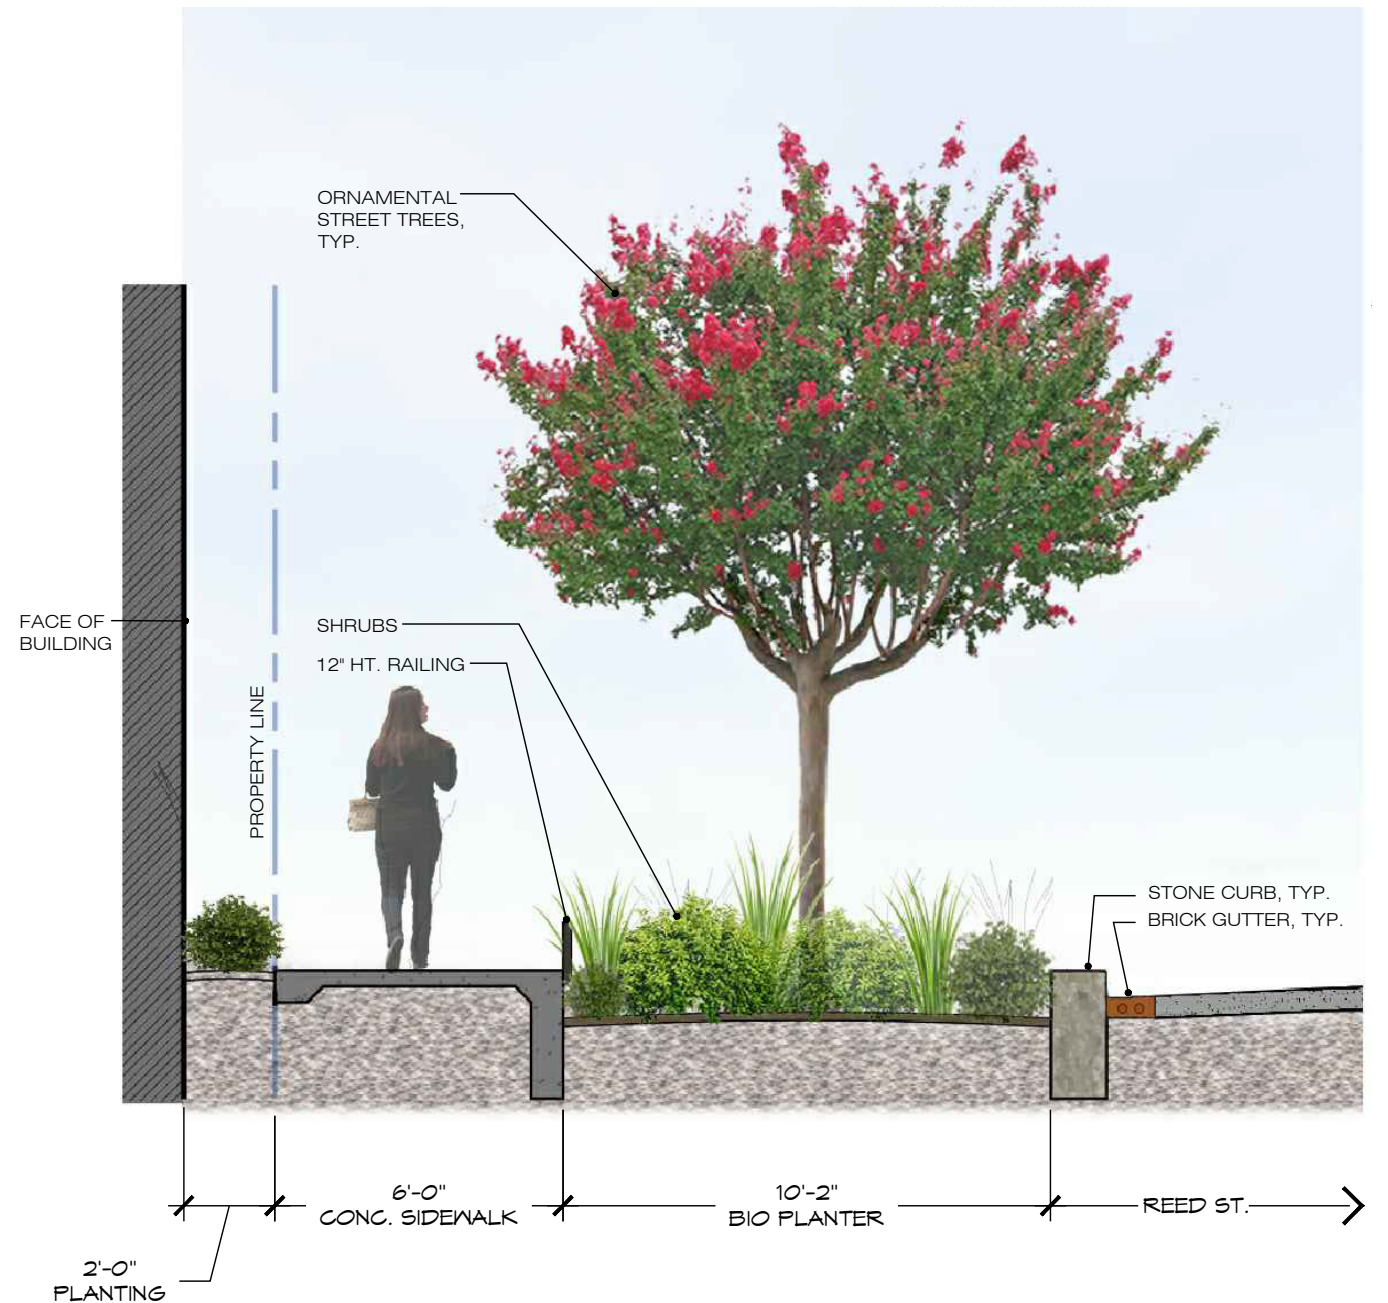 ORNAMENTAL
STREET TREES,
TYP.
FACE OF
BUILDING
SHRUBS
12" HT. RAILING
PROPERTY LINE
STONE CURB, TYP.
BRICK GUTTER, TYP.
6'-0"
CONC. SIDEWALK
10'-2"
BIO PLANTER
REED ST.
2'-0"
PLANTING